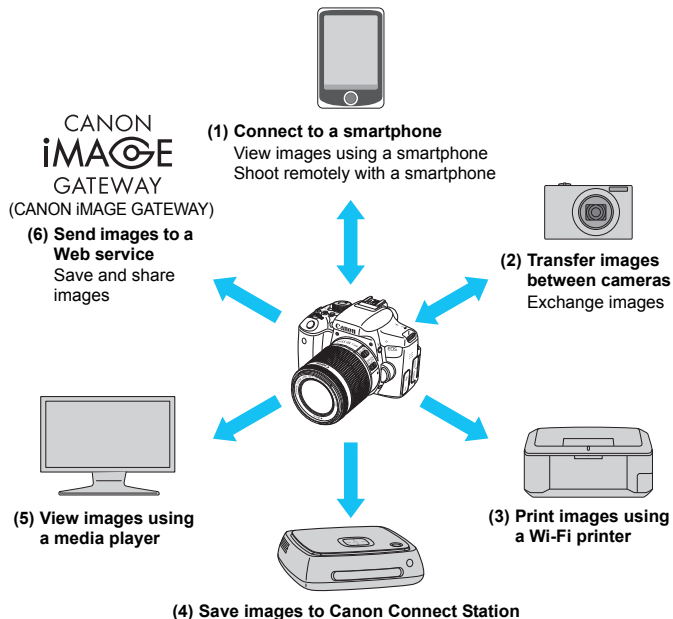 (1) Connect to a smartphone
View images using a smartphone
Shoot remotely with a smartphone
CANON
iMAGE
GATEWAY
(CANON iMAGE GATEWAY)
(6) Send images to a
Web service
Save and share
images
(2) Transfer images
between cameras
Exchange images
Canon
EOS
(5) View images using
a media player
(3) Print images using
a Wi-Fi printer
(4) Save images to Canon Connect Station